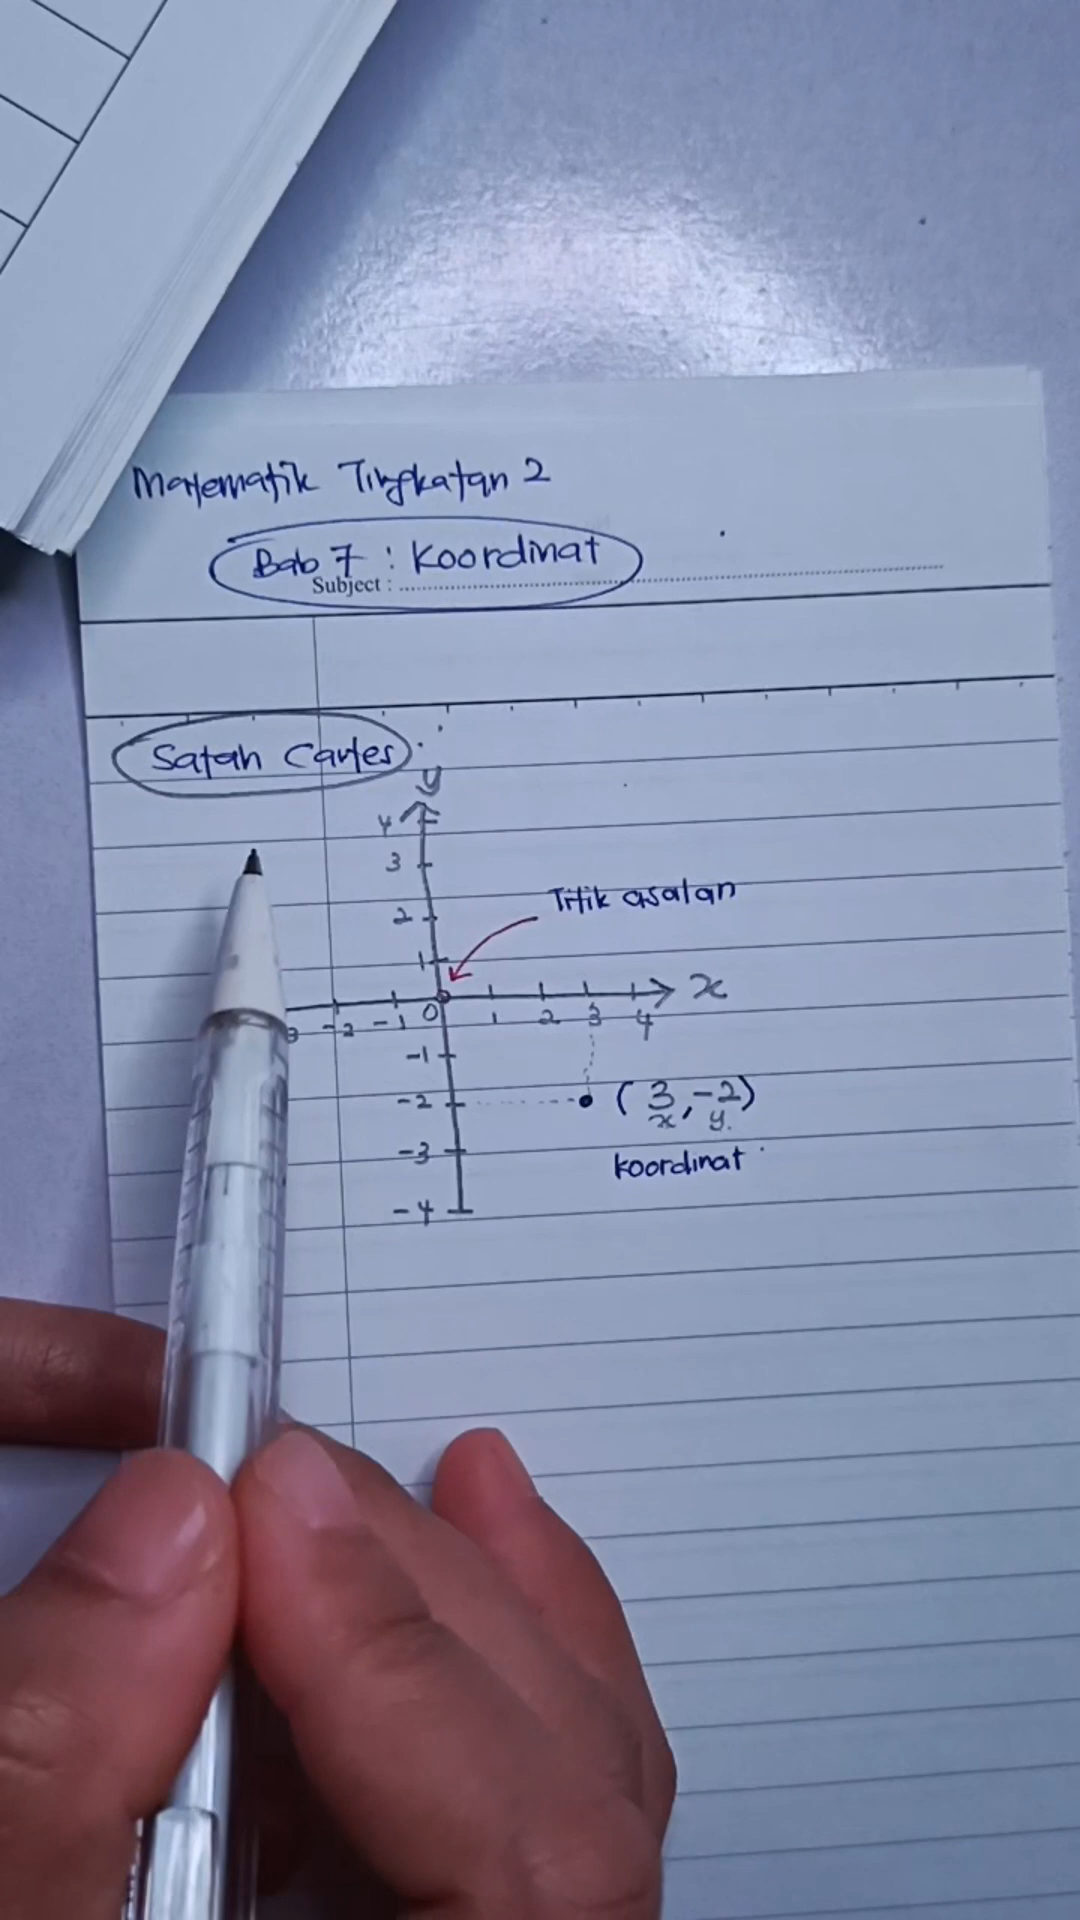 Matematik Tingkatan 2
Bab 7 : Koordinat
Subject :
Satah Cartes
y
4
3
Titik asalan
2
1
x
-3 -2 -1 0 1 2 3 4
-1
-2 (3, -2)
x y
-3 koordinat
-4